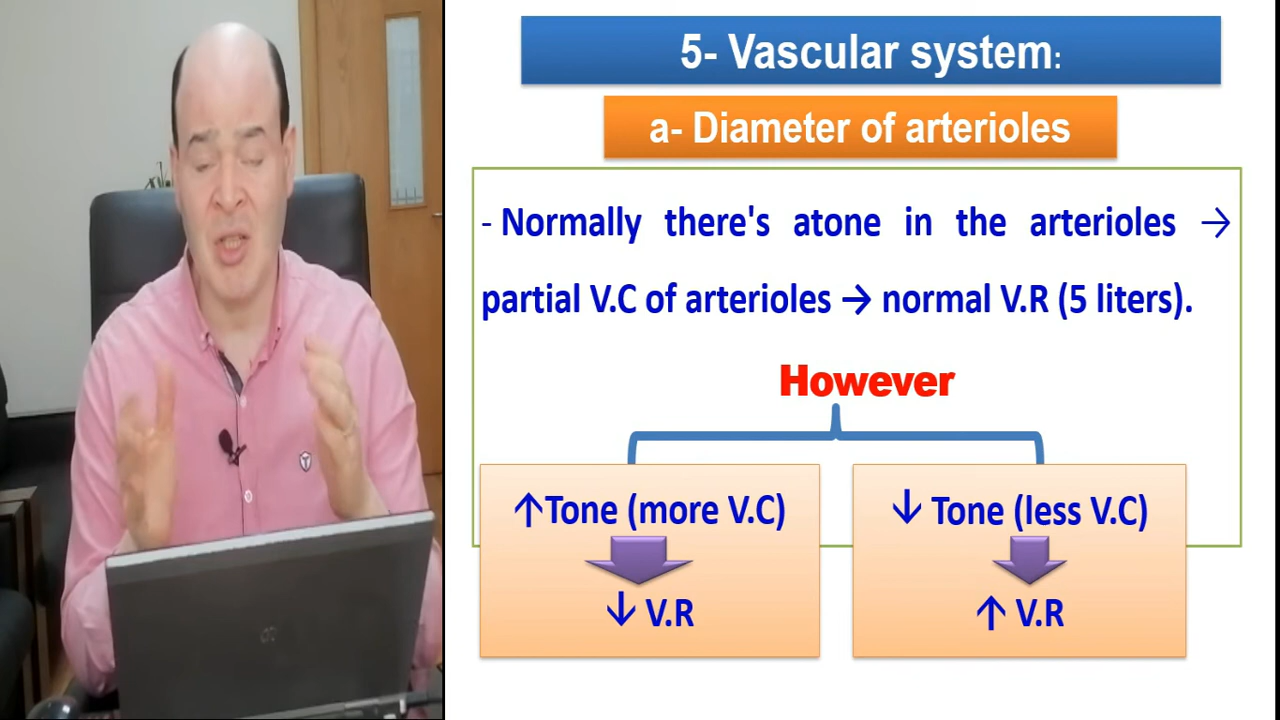 5- Vascular system:
a- Diameter of arterioles
- Normally there's atone in the arterioles →
partial V.C of arterioles → normal V.R (5 liters).
However
↑Tone (more V.C)
↓ V.R
↓ Tone (less V.C)
↑ V.R